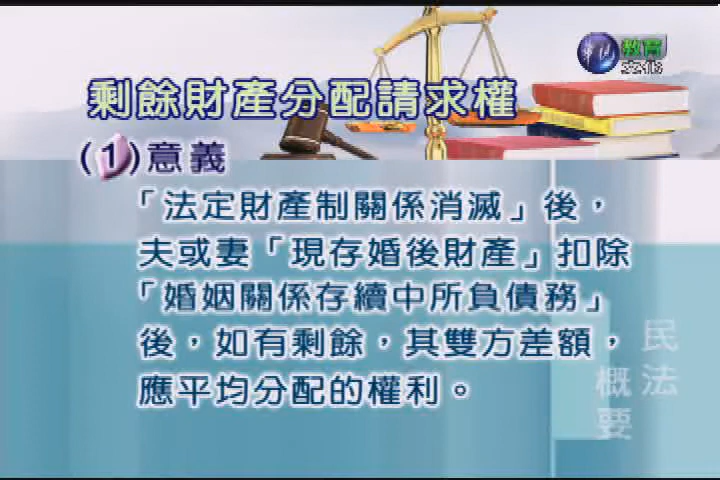 華視
教育
剩餘財產分配請求權
(1)意義
「法定財產制關係消滅」後，
夫或妻「現存婚後財產」扣除
「婚姻關係存續中所負債務」
後，如有剩餘，其雙方差額，
應平均分配的權利。
民法
概要